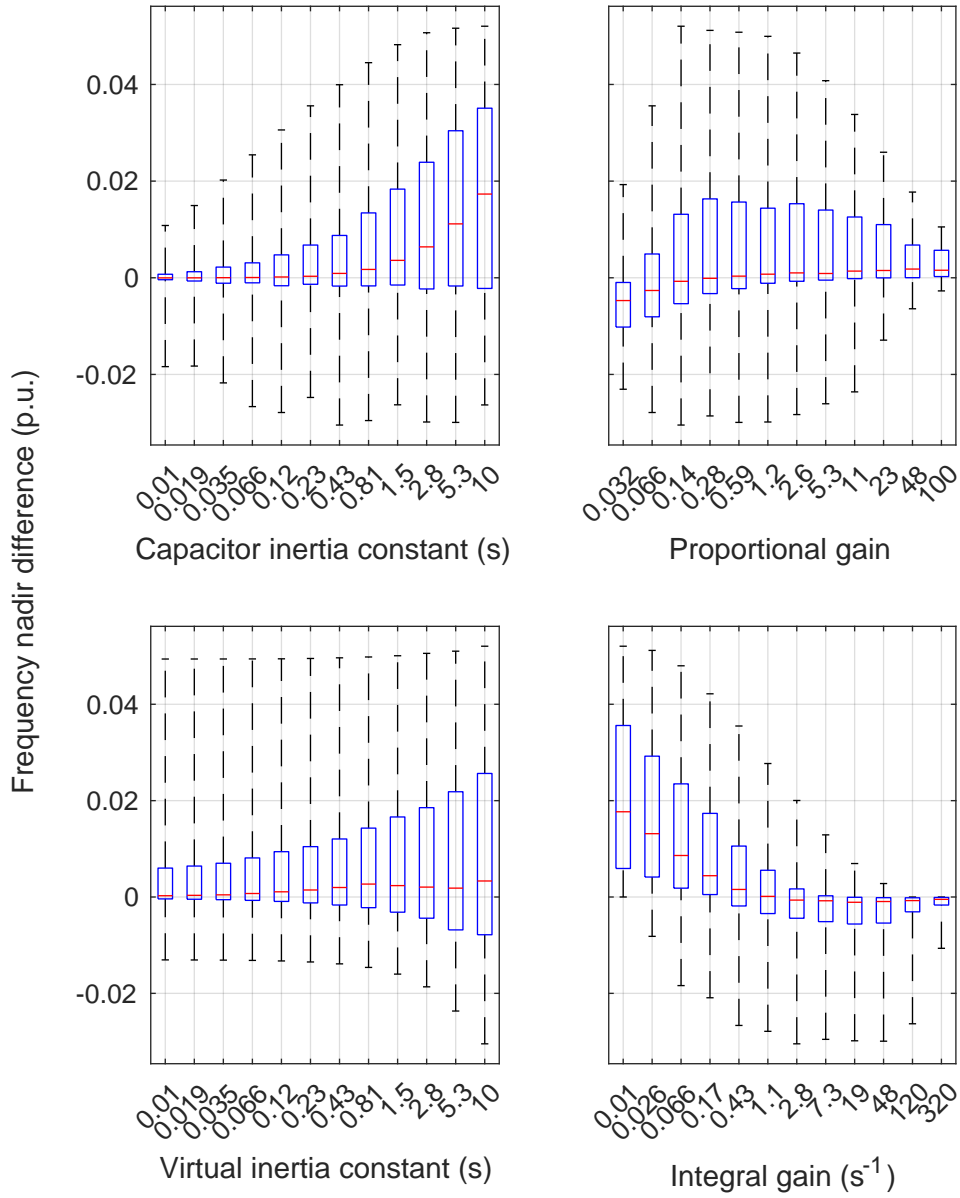 Frequency nadir difference (p.u.)
0.04
0.02
0
-0.02
0.01 0.019 0.035 0.066 0.12 0.23 0.43 0.81 1.5 2.8 5.3 10
Capacitor inertia constant (s)
0.032 0.066 0.14 0.28 0.59 1.2 2.6 5.3 11 23 48 100
Proportional gain
0.04
0.02
0
-0.02
0.01 0.019 0.035 0.066 0.12 0.23 0.43 0.81 1.5 2.8 5.3 10
Virtual inertia constant (s)
0.01 0.026 0.066 0.17 0.43 1.1 2.8 7.3 19 48 120 320
Integral gain (s⁻¹)